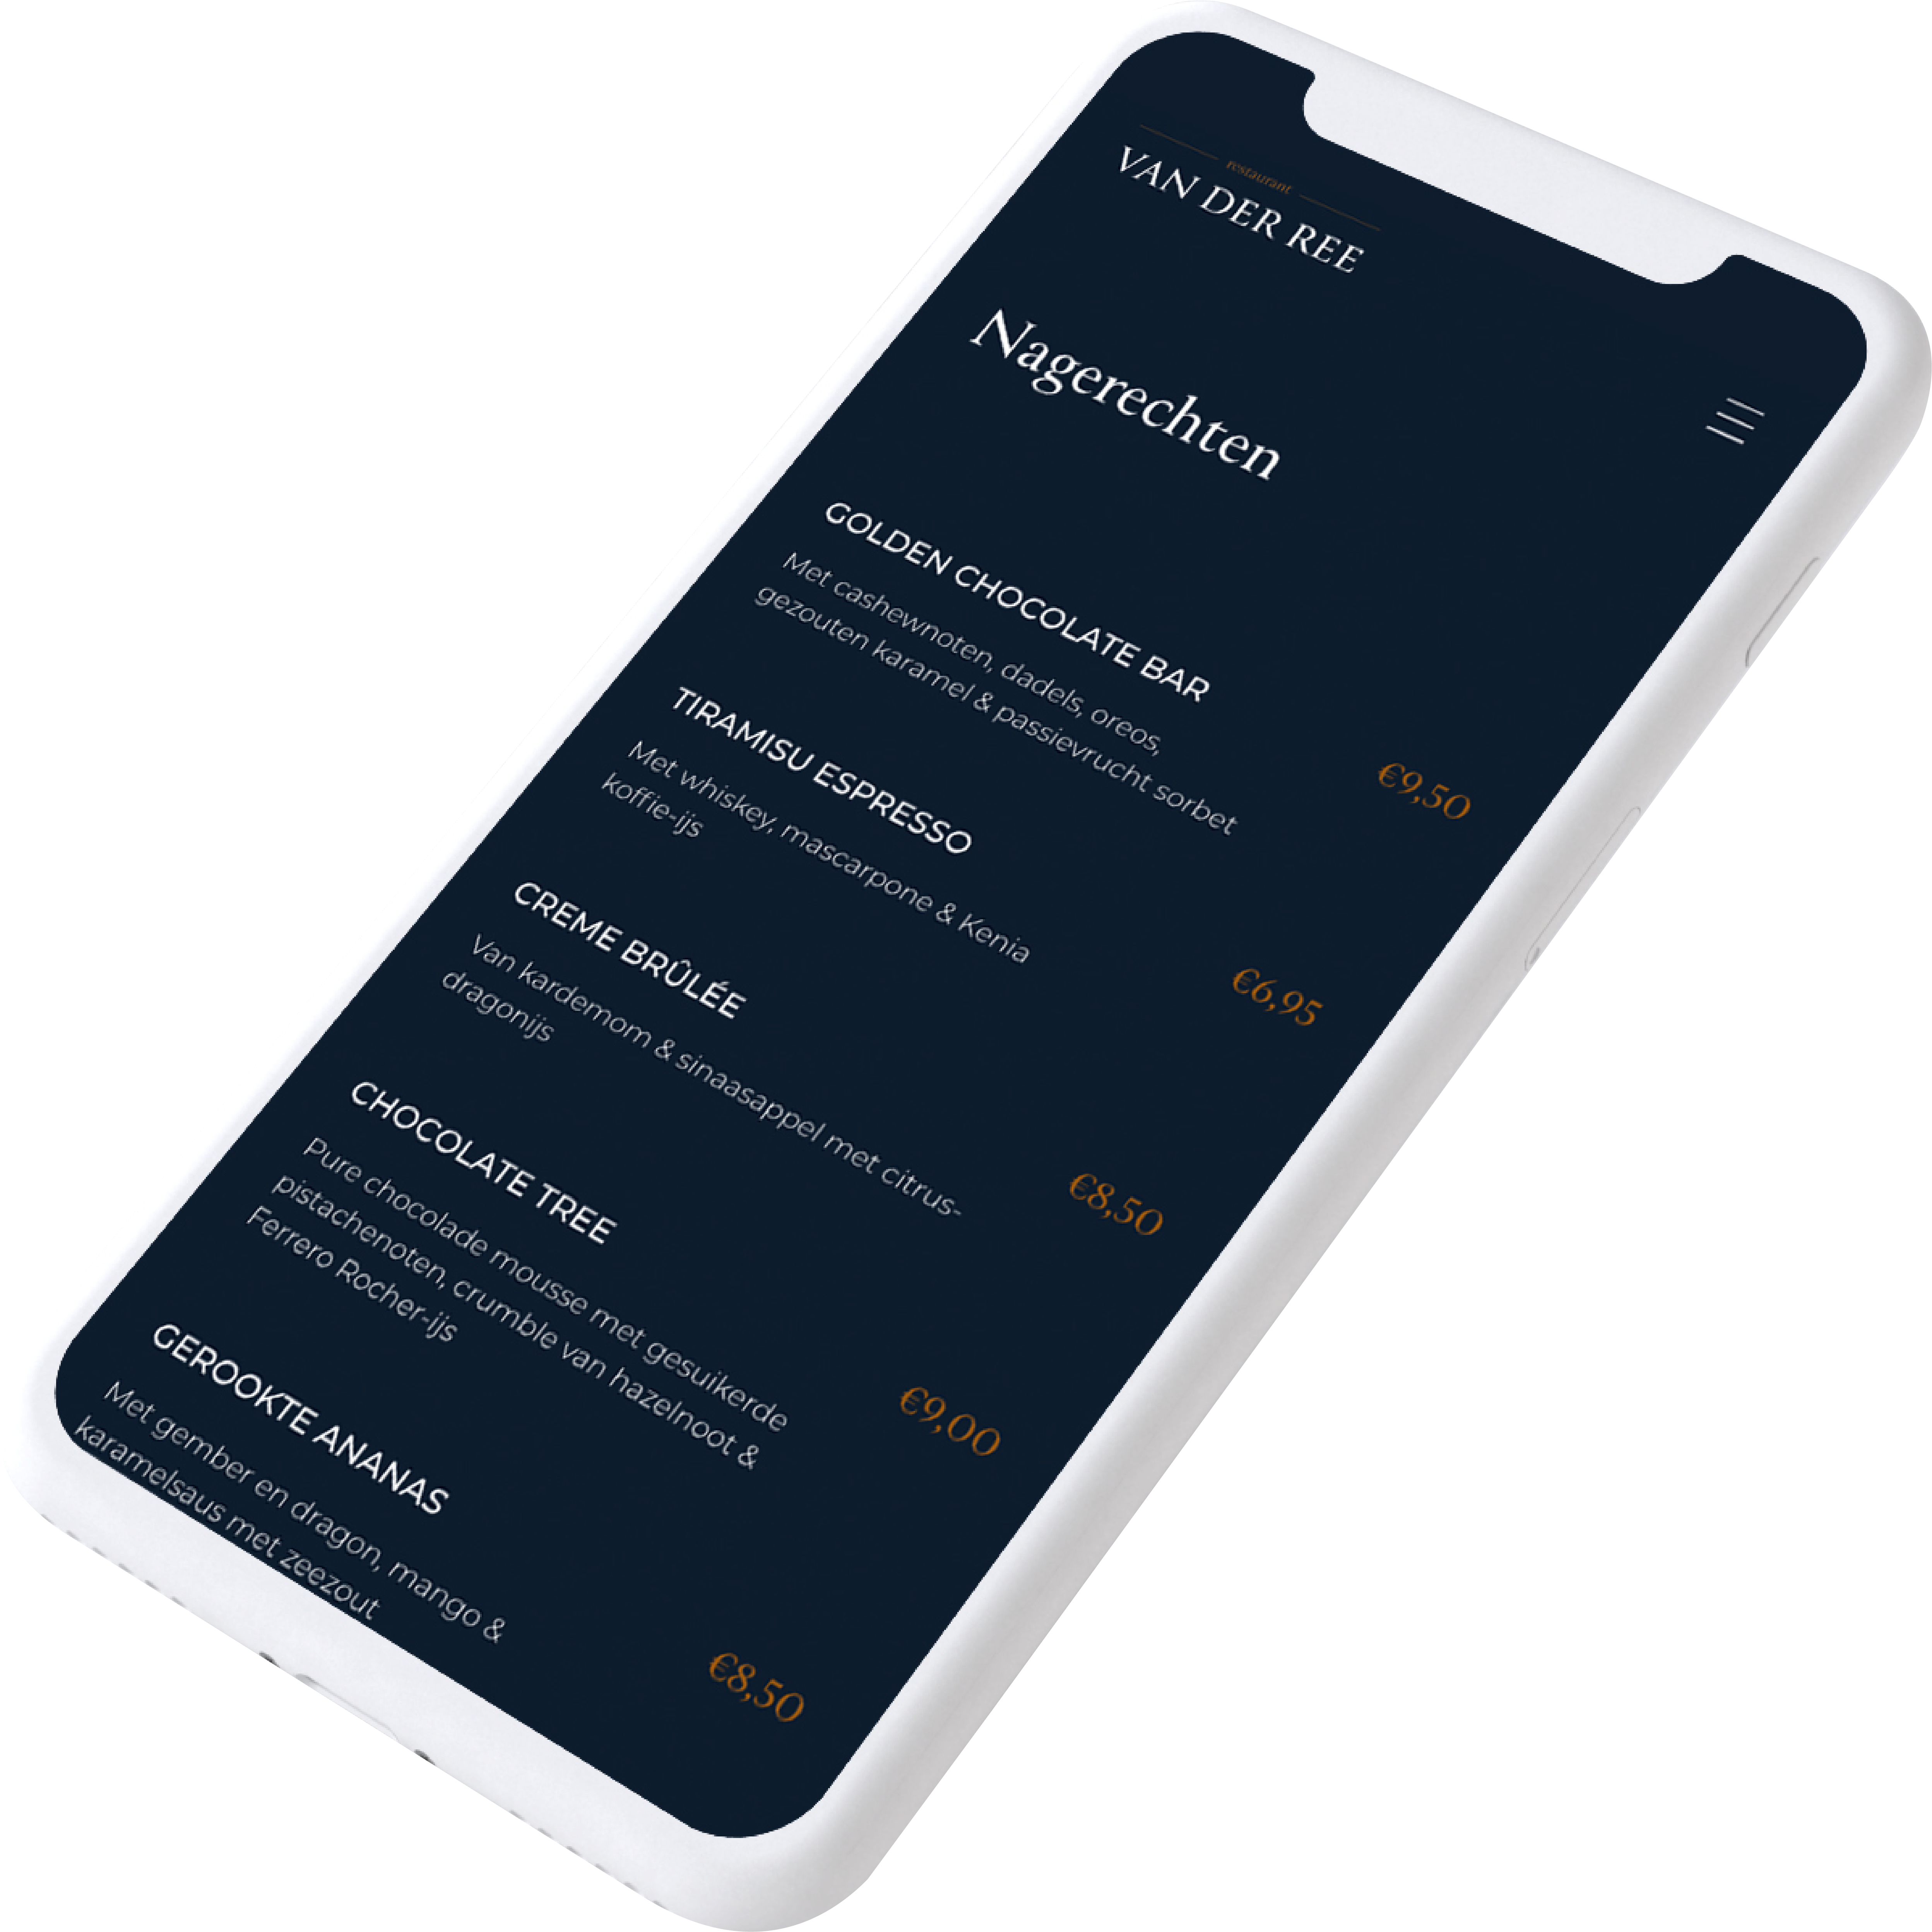 restaurant
VAN DER REE
Nagerechten
GOLDEN CHOCOLATE BAR
Met cashewnoten, dadels, oreos,
gezouten karamel & passievrucht sorbet
€9,50
TIRAMISU ESPRESSO
Met whiskey, mascarpone & Kenia
koffie-ijs
€6,95
CREME BRÛLÉE
Van kardemom & sinaasappel met citrus-
dragonijs
€8,50
CHOCOLATE TREE
Pure chocolade mousse met gesuikerde
pistachenoten, crumble van hazelnoot &
Ferrero Rocher-ijs
€9,00
GEROOKTE ANANAS
Met gember en dragon, mango &
karamelsaus met zeezout
€8,50